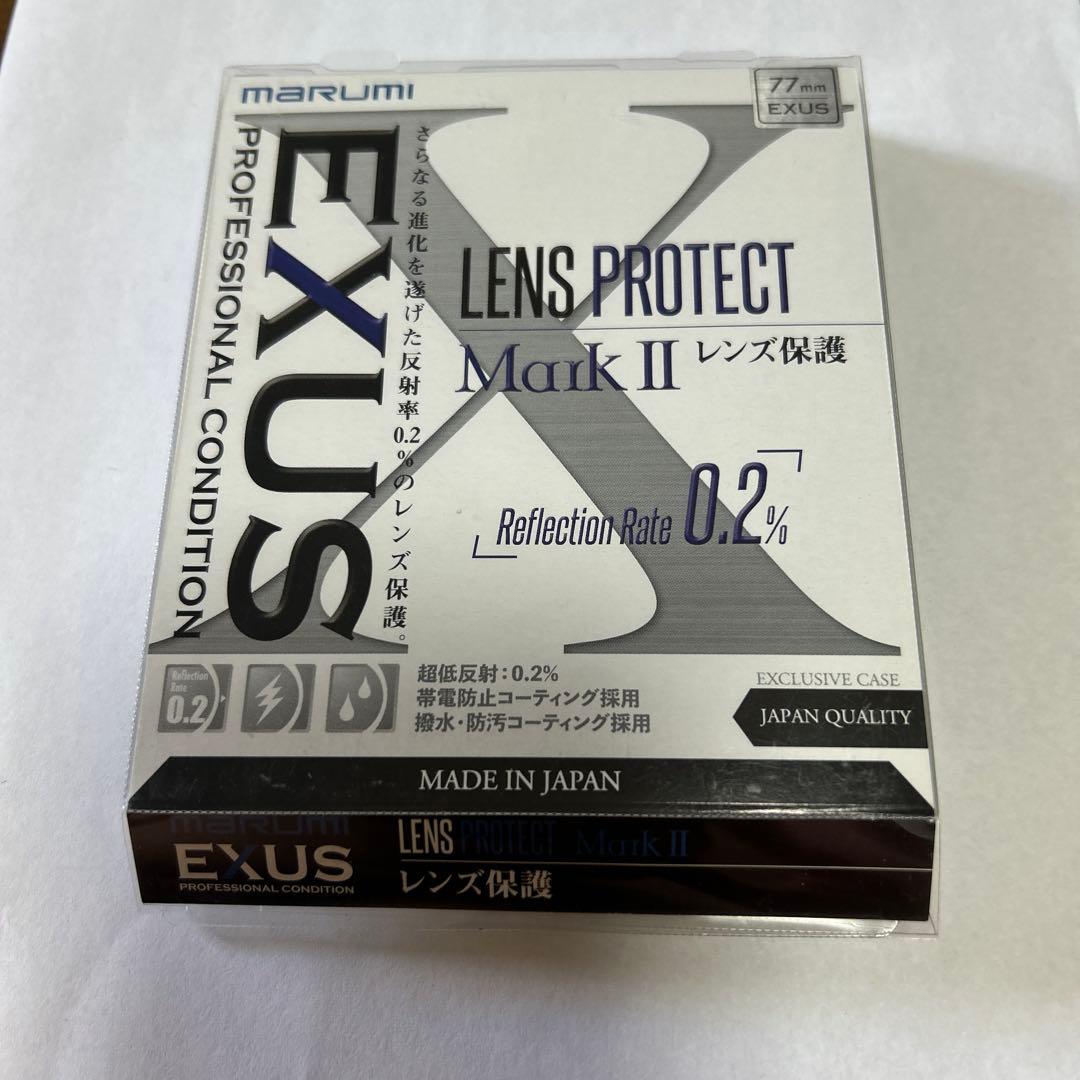 marumi
77mm
EXUS
EXUS
PROFESSIONAL CONDITION
さらなる進化を遂げた反射率0.2%のレンズ保護。
LENS PROTECT
Mark II レンズ保護
Reflection Rate 0.2%
Reflection
Rate
0.2
超低反射:0.2%
帯電防止コーティング採用
撥水・防汚コーティング採用
EXCLUSIVE CASE
JAPAN QUALITY
MADE IN JAPAN
marumi
EXUS
PROFESSIONAL CONDITION
LENS PROTECT Mark II
レンズ保護